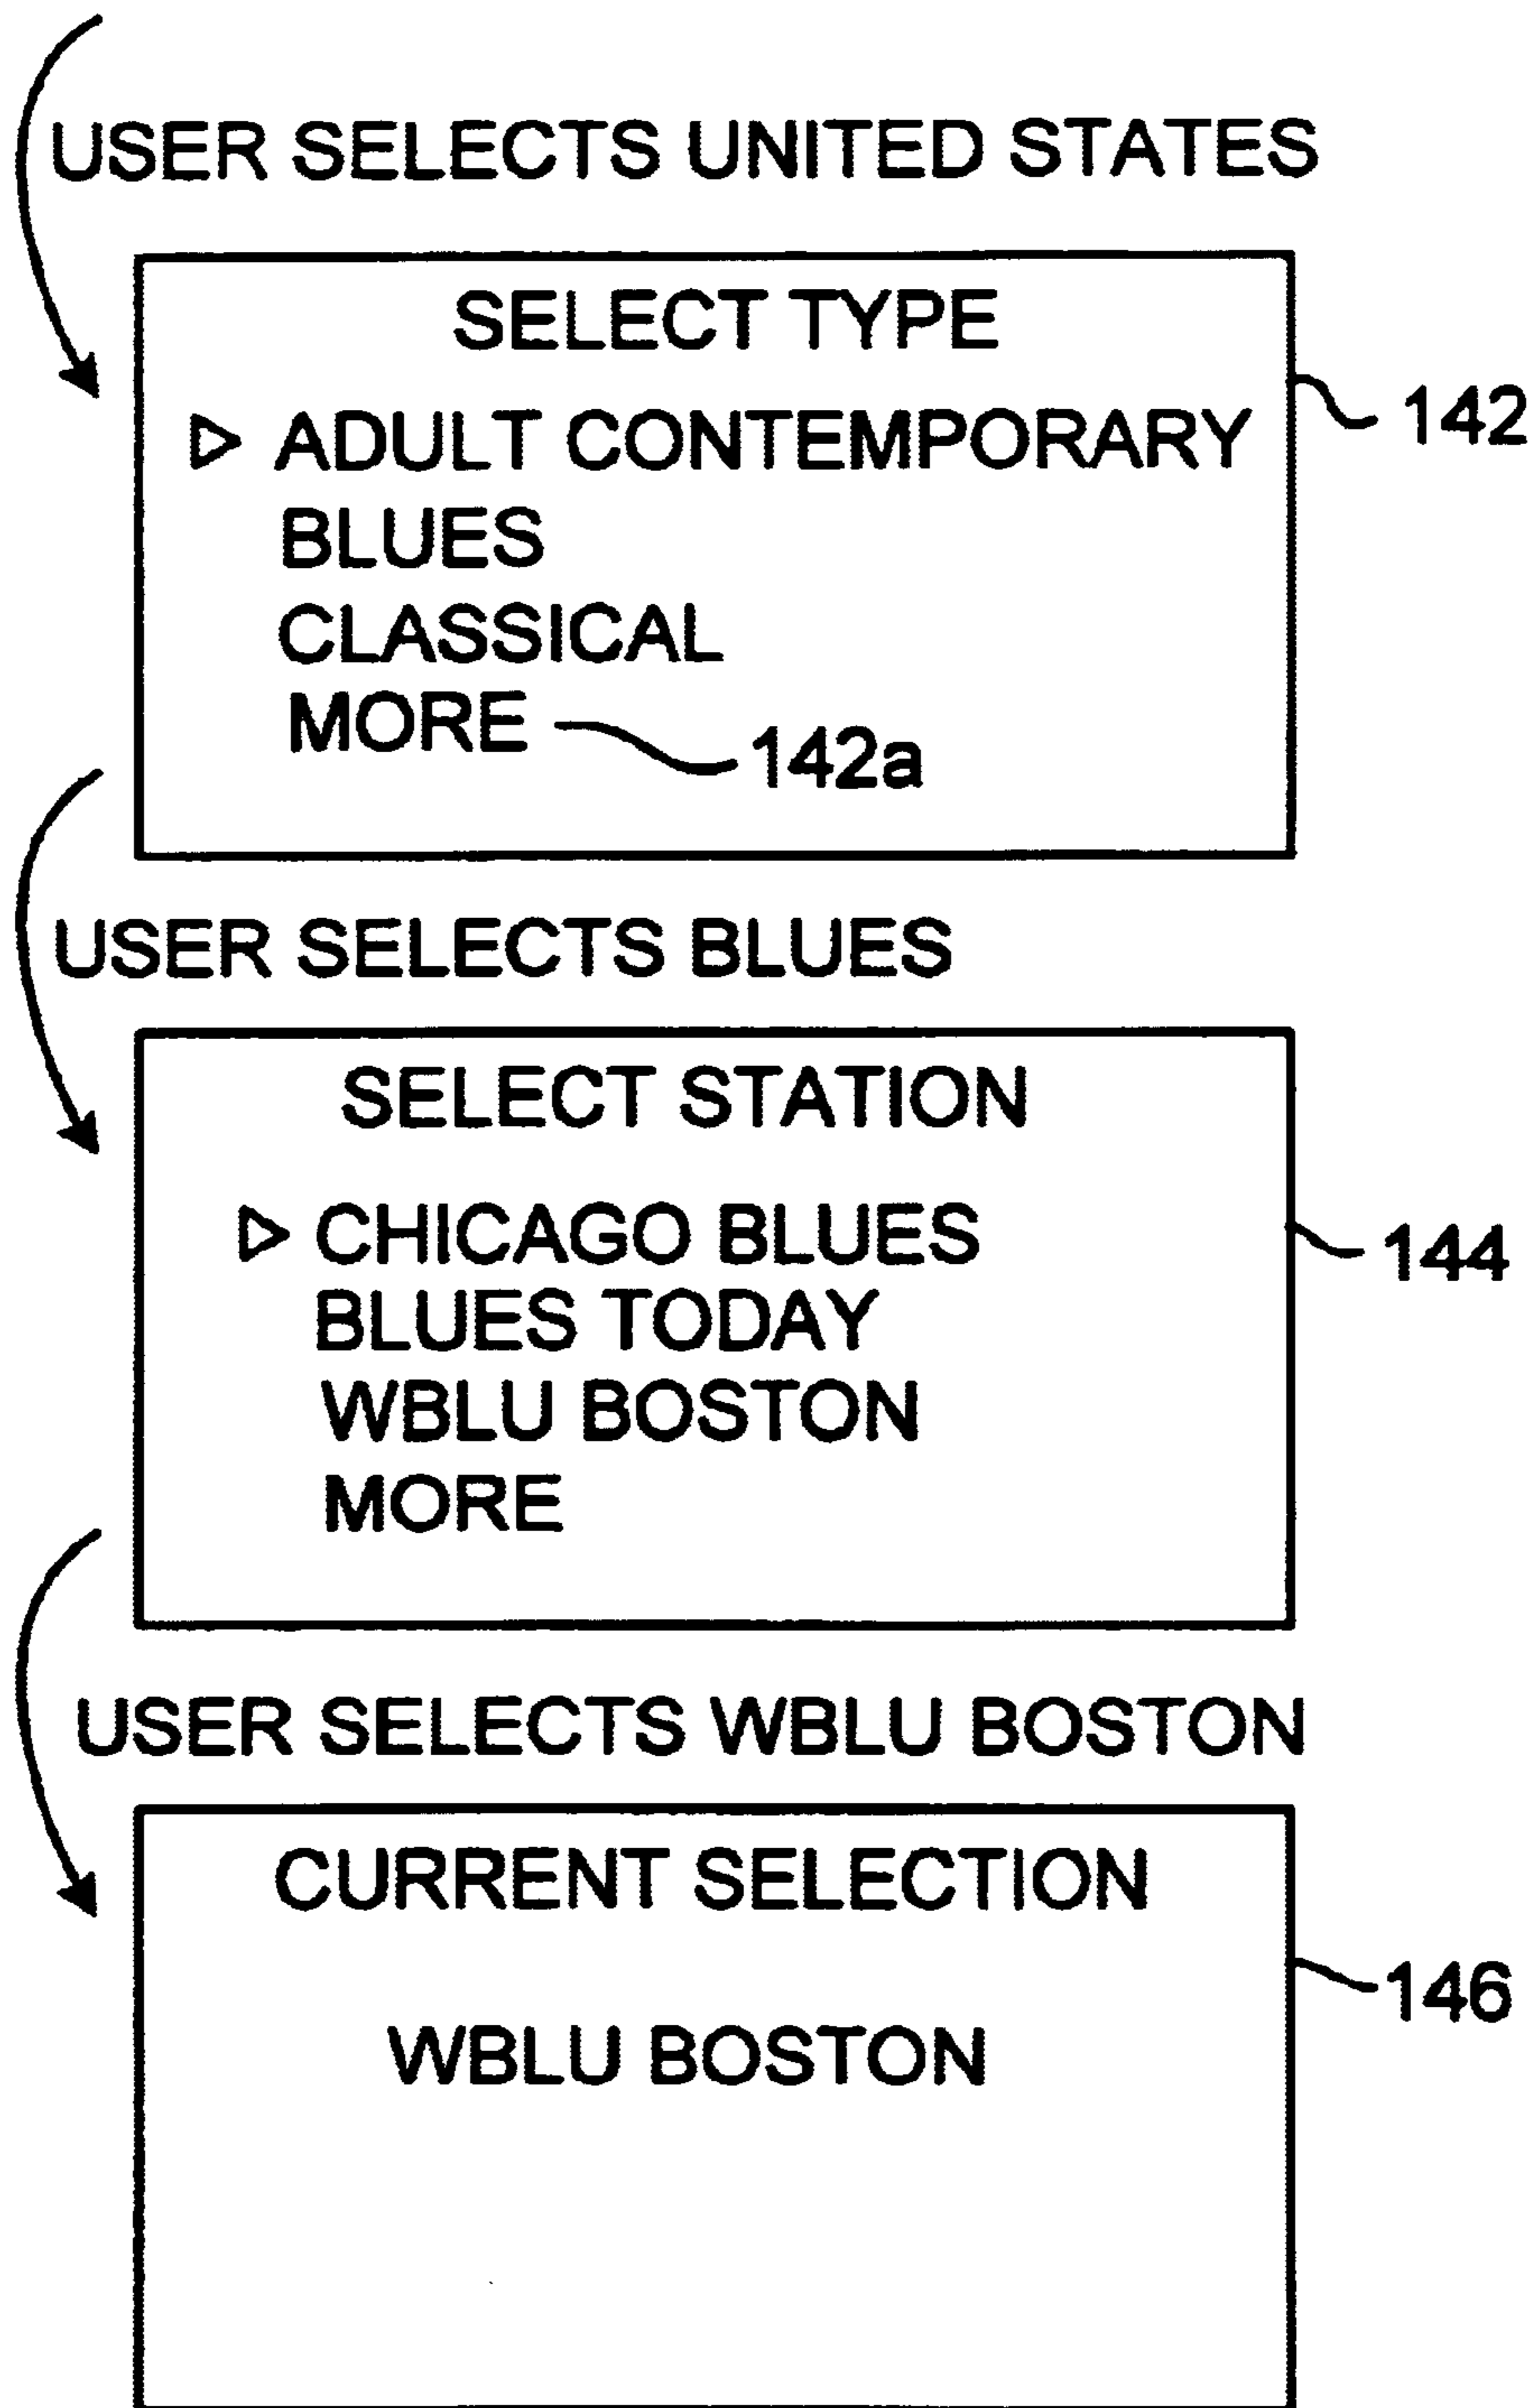 USER SELECTS UNITED STATES
SELECT TYPE
ADULT CONTEMPORARY
142
BLUES
CLASSICAL
MORE
142a
USER SELECTS BLUES
SELECT STATION
CHICAGO BLUES
144
BLUES TODAY
WBLU BOSTON
MORE
USER SELECTS WBLU BOSTON
CURRENT SELECTION
146
WBLU BOSTON